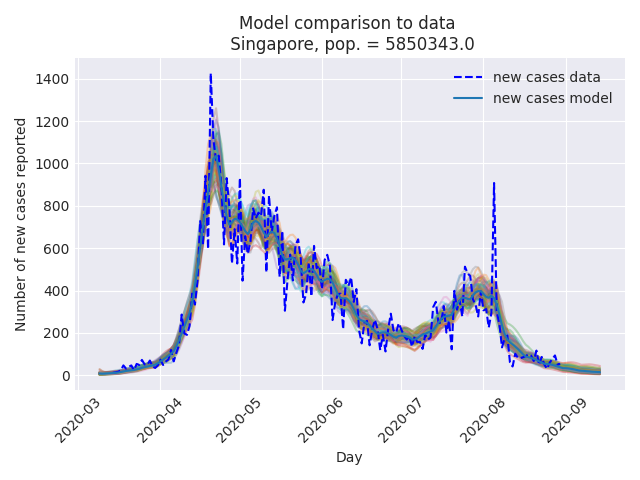 Model comparison to data
Singapore, pop. = 5850343.0
new cases data
new cases model
1400
1200
1000
800
600
400
200
0
Number of new cases reported
2020-03
2020-04
2020-05
2020-06
2020-07
2020-08
2020-09
Day